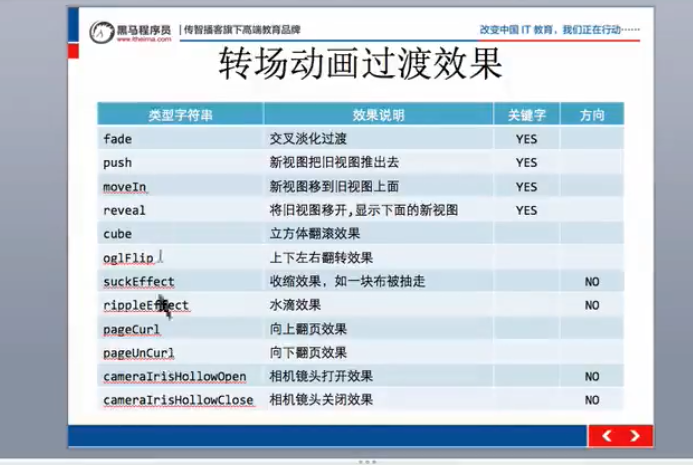 黑马程序员
www.itheima.com
传智播客旗下高端教育品牌
改变中国 IT 教育，我们正在行动……
转场动画过渡效果
类型字符串 效果说明 关键字 方向
fade 交叉淡化过渡 YES
push 新视图把旧视图推出去 YES
moveIn 新视图移到旧视图上面 YES
reveal 将旧视图移开,显示下面的新视图 YES
cube 立方体翻滚效果
oglFlip 上下左右翻转效果
suckEffect 收缩效果，如一块布被抽走 NO
rippleEffect 水滴效果 NO
pageCurl 向上翻页效果
pageUnCurl 向下翻页效果
cameraIrisHollowOpen 相机镜头打开效果 NO
cameraIrisHollowClose 相机镜头关闭效果 NO